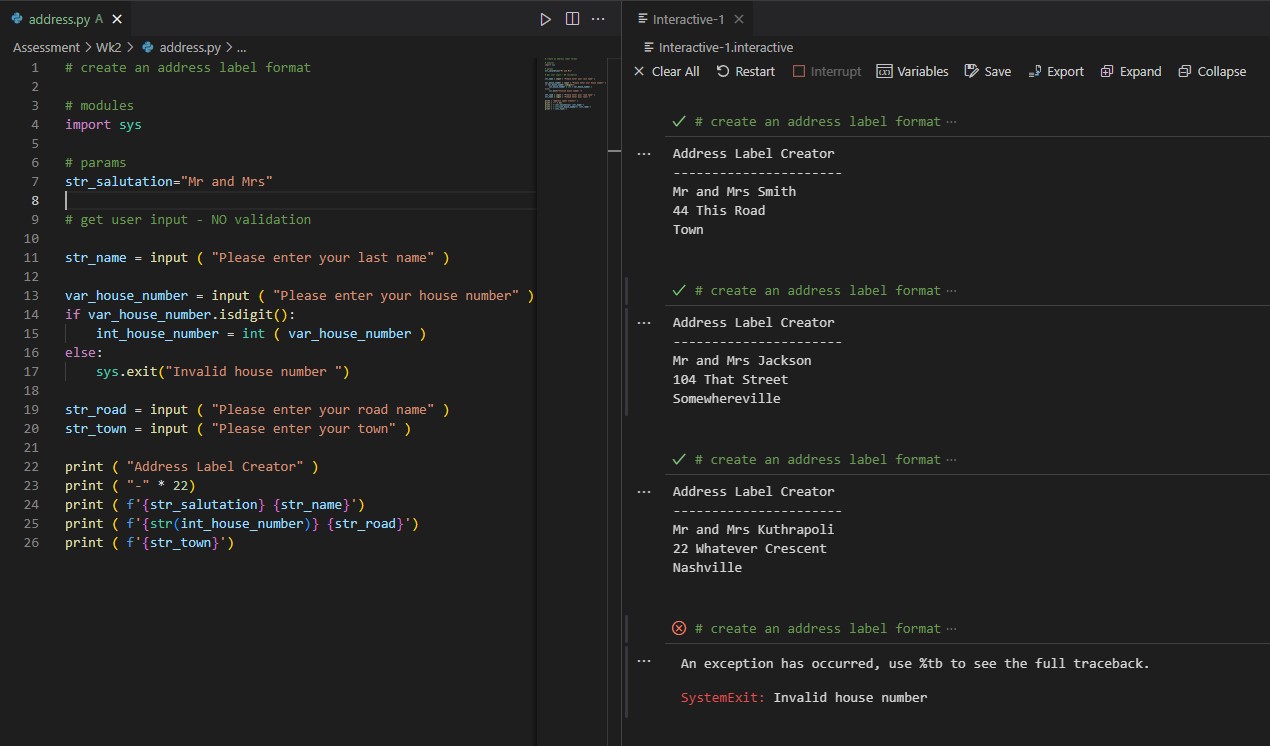 address.py A
Assessment > Wk2 > address.py > ...
1 # create an address label format
2
3 # modules
4 import sys
5
6 # params
7 str_salutation="Mr and Mrs"
8
9 # get user input - NO validation
10
11 str_name = input ( "Please enter your last name" )
12
13 var_house_number = input ( "Please enter your house number" )
14 if var_house_number.isdigit():
15     int_house_number = int ( var_house_number )
16 else:
17     sys.exit("Invalid house number ")
18
19 str_road = input ( "Please enter your road name" )
20 str_town = input ( "Please enter your town" )
21
22 print ( "Address Label Creator" )
23 print ( "-" * 22)
24 print ( f'{str_salutation} {str_name}')
25 print ( f'{str(int_house_number)} {str_road}')
26 print ( f'{str_town}')
Interactive-1
Interactive-1.interactive
Clear All Restart Interrupt Variables Save Export Expand Collapse
# create an address label format ...
Address Label Creator
----------------------
Mr and Mrs Smith
44 This Road
Town
# create an address label format ...
Address Label Creator
----------------------
Mr and Mrs Jackson
104 That Street
Somewhereville
# create an address label format ...
Address Label Creator
----------------------
Mr and Mrs Kuthrapoli
22 Whatever Crescent
Nashville
# create an address label format ...
An exception has occurred, use %tb to see the full traceback.
SystemExit: Invalid house number